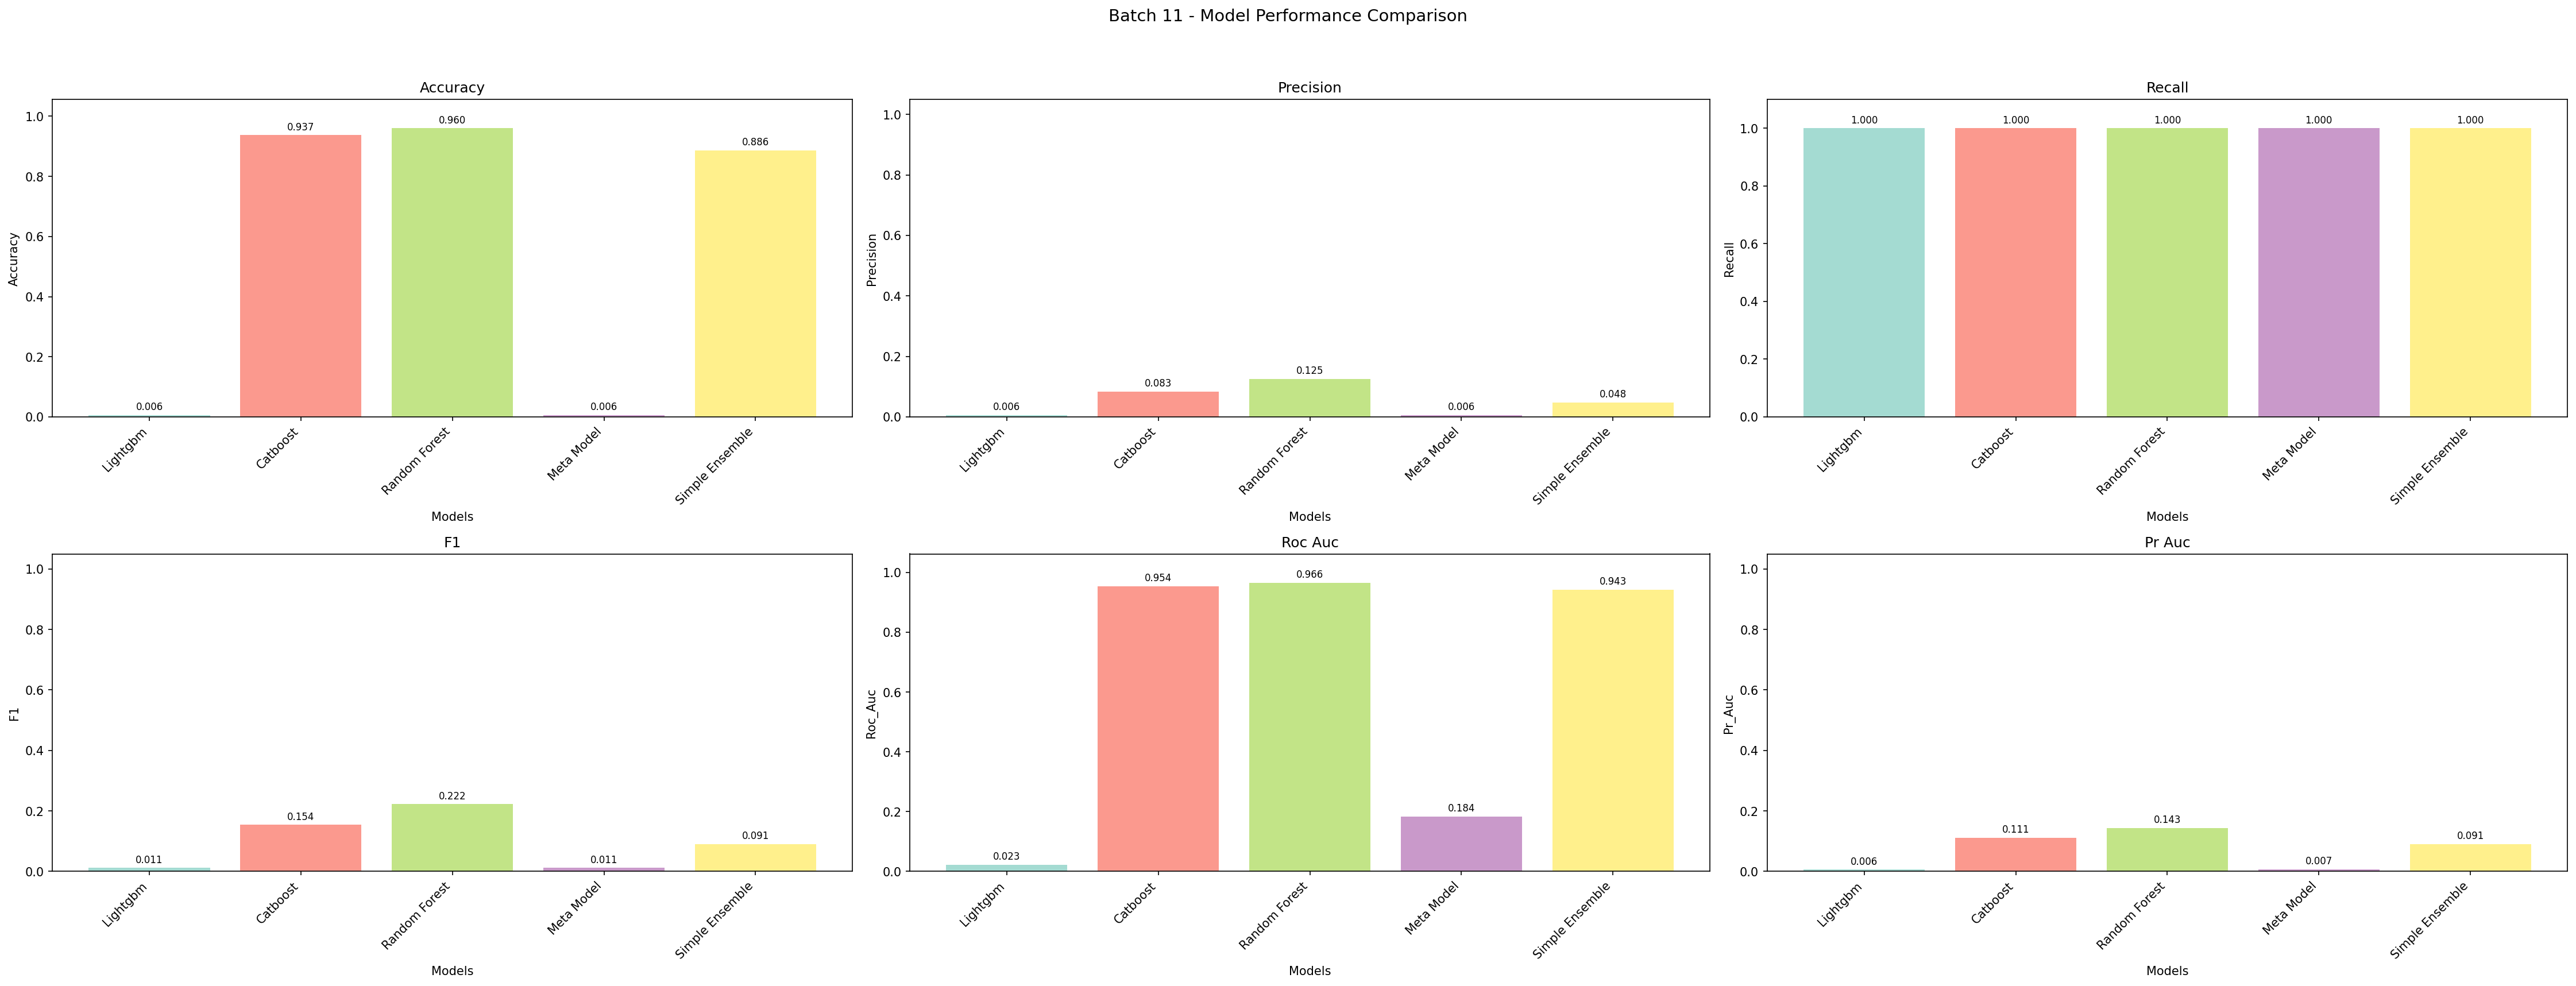 Batch 11 - Model Performance Comparison
Accuracy
Accuracy
1.0
0.8
0.6
0.4
0.2
0.0
0.006
0.937
0.960
0.006
0.886
Lightgbm
Catboost
Random Forest
Meta Model
Simple Ensemble
Models
Precision
Precision
1.0
0.8
0.6
0.4
0.2
0.0
0.006
0.083
0.125
0.006
0.048
Lightgbm
Catboost
Random Forest
Meta Model
Simple Ensemble
Models
Recall
Recall
1.0
0.8
0.6
0.4
0.2
0.0
1.000
1.000
1.000
1.000
1.000
Lightgbm
Catboost
Random Forest
Meta Model
Simple Ensemble
Models
F1
F1
1.0
0.8
0.6
0.4
0.2
0.0
0.011
0.154
0.222
0.011
0.091
Lightgbm
Catboost
Random Forest
Meta Model
Simple Ensemble
Models
Roc Auc
Roc_Auc
1.0
0.8
0.6
0.4
0.2
0.0
0.023
0.954
0.966
0.184
0.943
Lightgbm
Catboost
Random Forest
Meta Model
Simple Ensemble
Models
Pr Auc
Pr_Auc
1.0
0.8
0.6
0.4
0.2
0.0
0.006
0.111
0.143
0.007
0.091
Lightgbm
Catboost
Random Forest
Meta Model
Simple Ensemble
Models